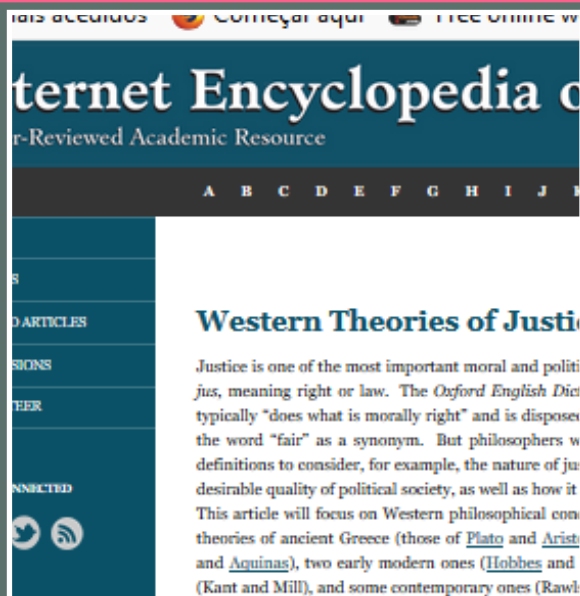 Começar aqui Free online w
ternet Encyclopedia o
r-Reviewed Academic Resource
A B C D E F G H I J
S
D ARTICLES
SIONS
TEER
NNECTED
Western Theories of Justic
Justice is one of the most important moral and politi
jus, meaning right or law. The Oxford English Dict
typically “does what is morally right” and is disposed
the word “fair” as a synonym. But philosophers w
definitions to consider, for example, the nature of jus
desirable quality of political society, as well as how it
This article will focus on Western philosophical conc
theories of ancient Greece (those of Plato and Aristo
and Aquinas), two early modern ones (Hobbes and
(Kant and Mill), and some contemporary ones (Rawls